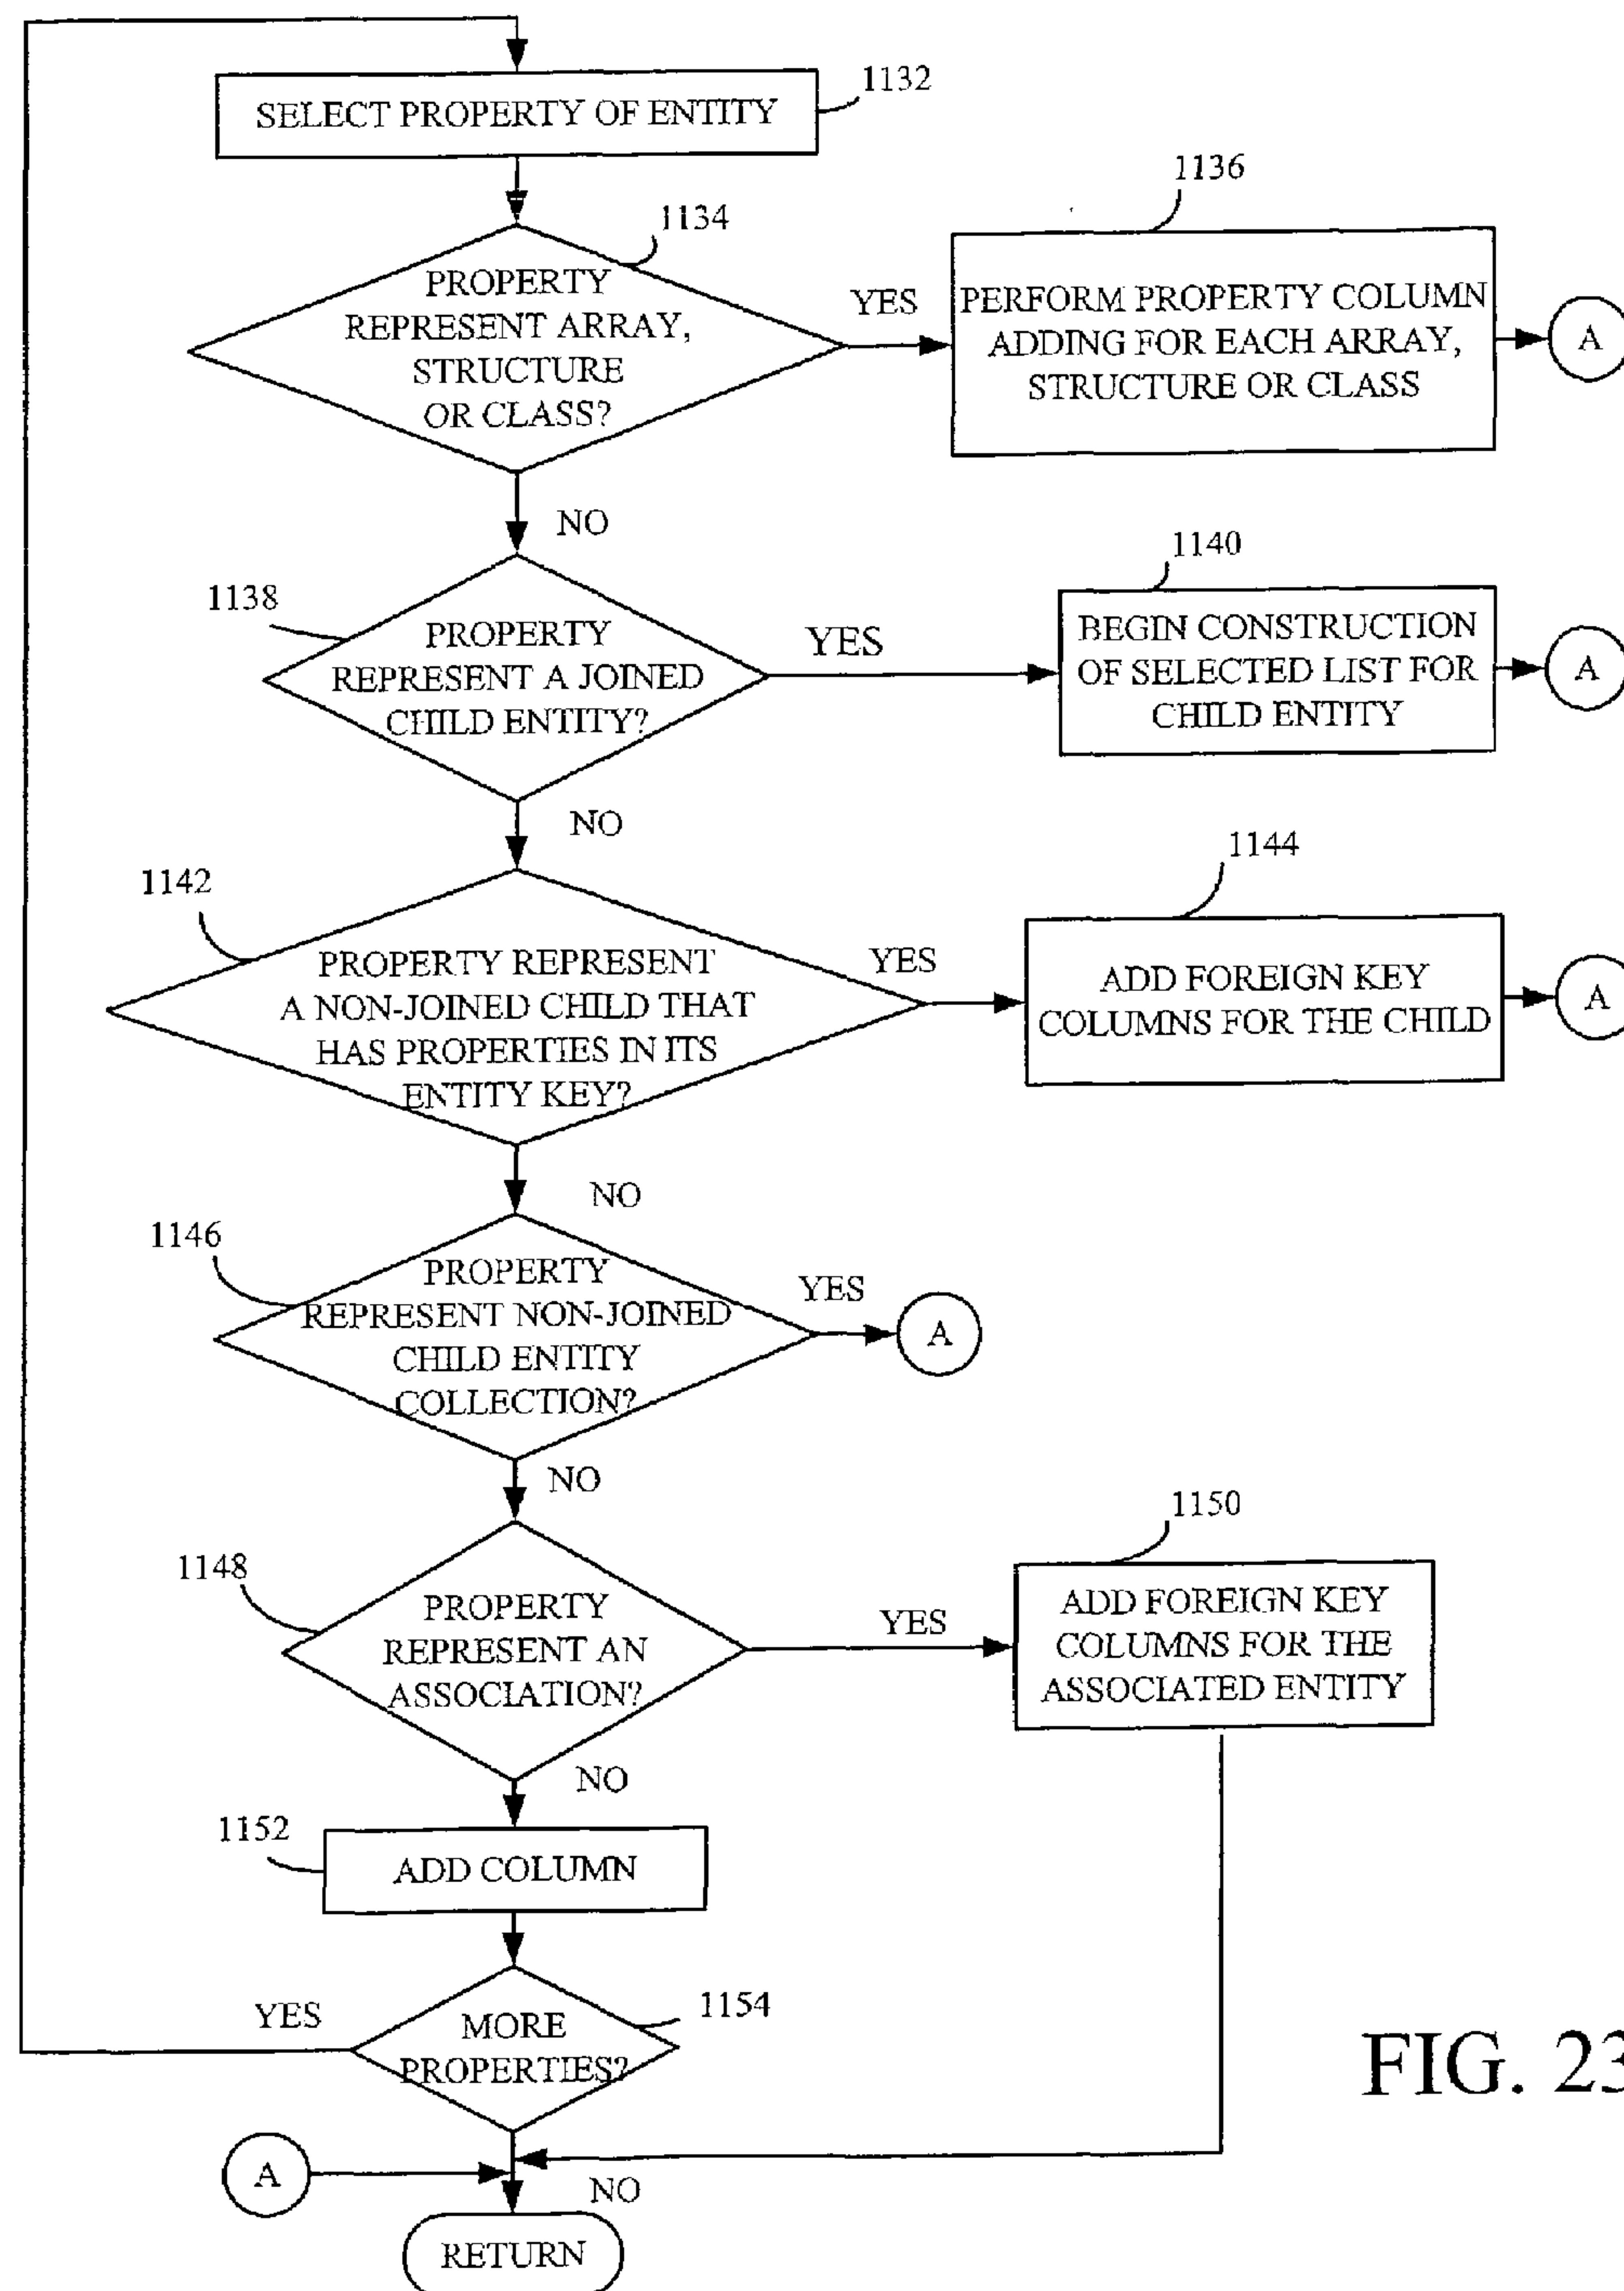 1132
SELECT PROPERTY OF ENTITY
1134
PROPERTY
REPRESENT ARRAY,
STRUCTURE
OR CLASS?
YES
1136
PERFORM PROPERTY COLUMN
ADDING FOR EACH ARRAY,
STRUCTURE OR CLASS
A
NO
1138
PROPERTY
REPRESENT A JOINED
CHILD ENTITY?
YES
1140
BEGIN CONSTRUCTION
OF SELECTED LIST FOR
CHILD ENTITY
A
NO
1142
PROPERTY REPRESENT
A NON-JOINED CHILD THAT
HAS PROPERTIES IN ITS
ENTITY KEY?
YES
1144
ADD FOREIGN KEY
COLUMNS FOR THE CHILD
A
NO
1146
PROPERTY
REPRESENT NON-JOINED
CHILD ENTITY
COLLECTION?
YES
A
NO
1148
PROPERTY
REPRESENT AN
ASSOCIATION?
YES
1150
ADD FOREIGN KEY
COLUMNS FOR THE
ASSOCIATED ENTITY
NO
1152
ADD COLUMN
YES
MORE
PROPERTIES?
1154
FIG. 23
A
NO
RETURN